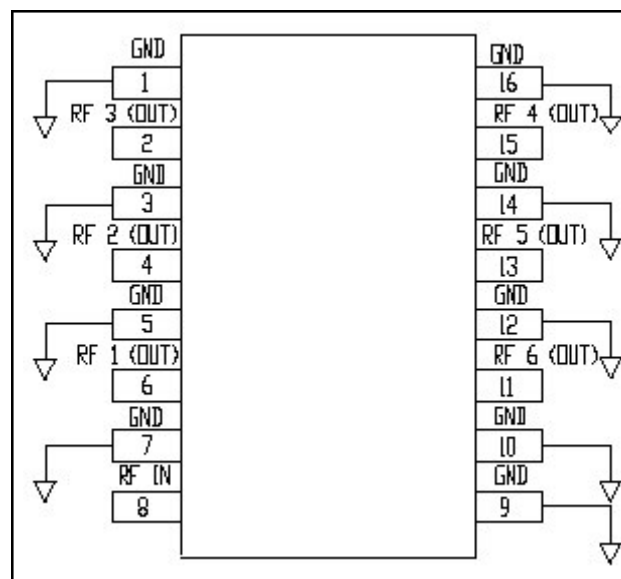 GND
1
RF 3 (OUT)
2
GND
3
RF 2 (OUT)
4
GND
5
RF 1 (OUT)
6
GND
7
RF IN
8
GND
16
RF 4 (OUT)
15
GND
14
RF 5 (OUT)
13
GND
12
RF 6 (OUT)
11
GND
10
GND
9